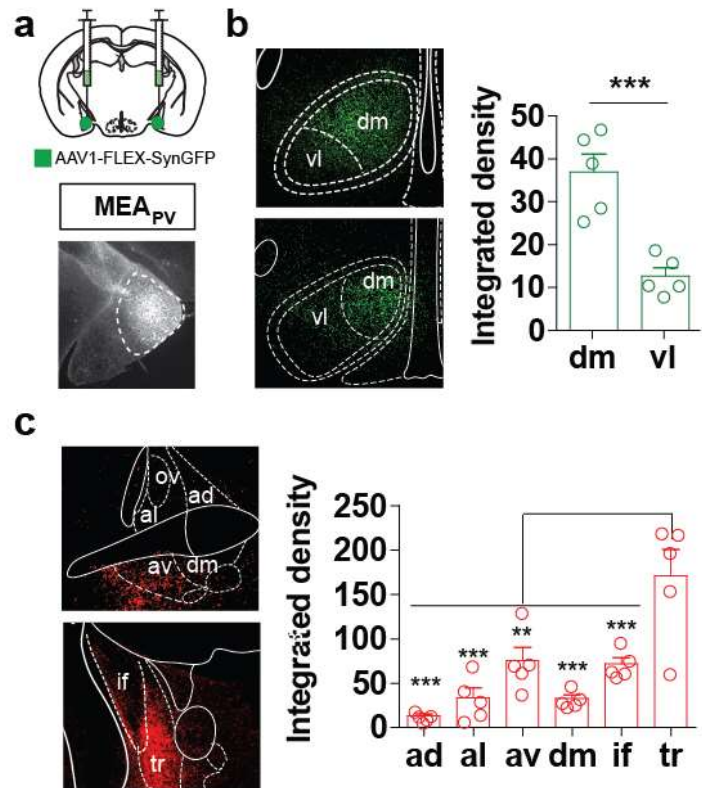 a
AAV1-FLEX-SynGFP
MEAPV
b
dm
vl
dm
vl
Integrated density
50
40
30
20
10
0
***
dm vl
c
ov
ad
al
av
dm
if
tr
Integrated density
250
200
150
100
50
0
***
***
**
***
***
ad al av dm if tr